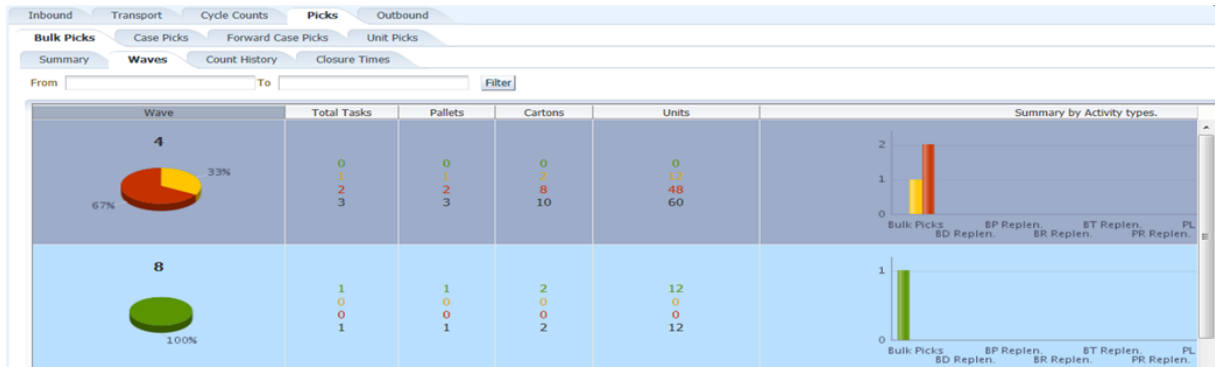 Inbound Transport Cycle Counts Picks Outbound
Bulk Picks Case Picks Forward Case Picks Unit Picks
Summary Waves Count History Closure Times
From To Filter
Wave Total Tasks Pallets Cartons Units Summary by Activity types.
4
33%
67%
0 0 0 0
1 1 2 12
2 2 8 48
3 3 10 60
2
1
0
Bulk Picks BP Replen. BT Replen. PL
BD Replen. BR Replen. PR Replen.
8
100%
1 1 2 12
0 0 0 0
0 0 0 0
1 1 2 12
1
0
Bulk Picks BP Replen. BT Replen. PL
BD Replen. BR Replen. PR Replen.